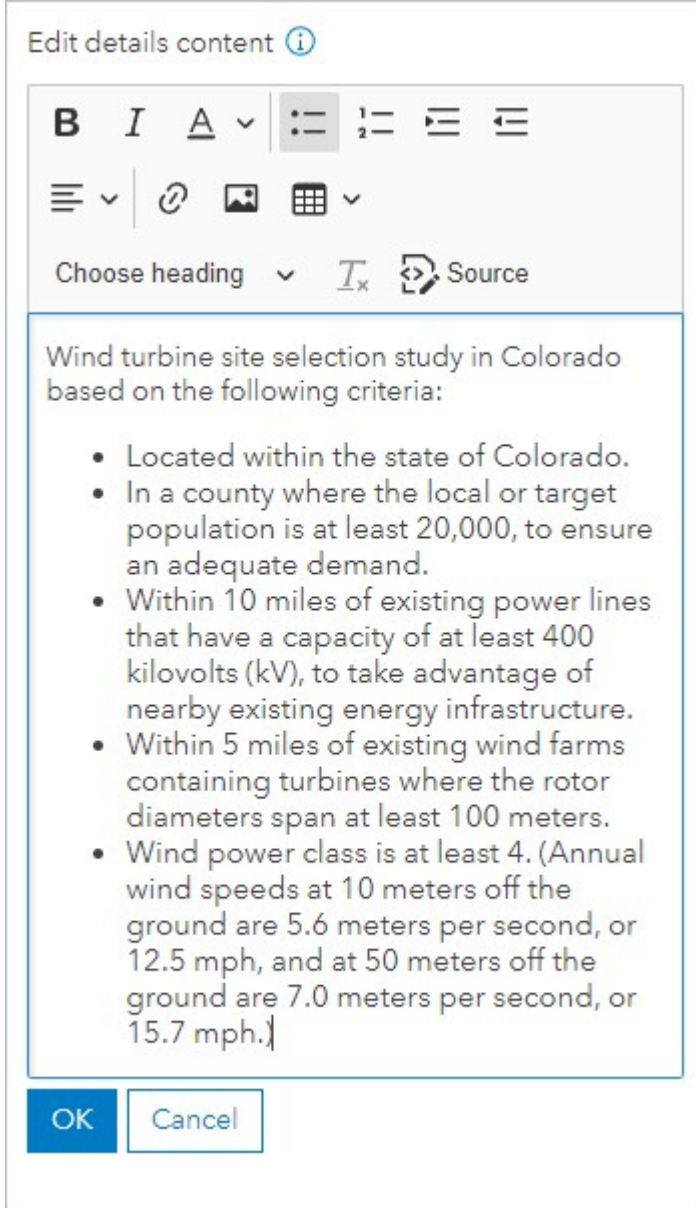 Edit details content
B I A
Choose heading Source
Wind turbine site selection study in Colorado
based on the following criteria:
• Located within the state of Colorado.
• In a county where the local or target
population is at least 20,000, to ensure
an adequate demand.
• Within 10 miles of existing power lines
that have a capacity of at least 400
kilovolts (kV), to take advantage of
nearby existing energy infrastructure.
• Within 5 miles of existing wind farms
containing turbines where the rotor
diameters span at least 100 meters.
• Wind power class is at least 4. (Annual
wind speeds at 10 meters off the
ground are 5.6 meters per second, or
12.5 mph, and at 50 meters off the
ground are 7.0 meters per second, or
15.7 mph.)
OK Cancel